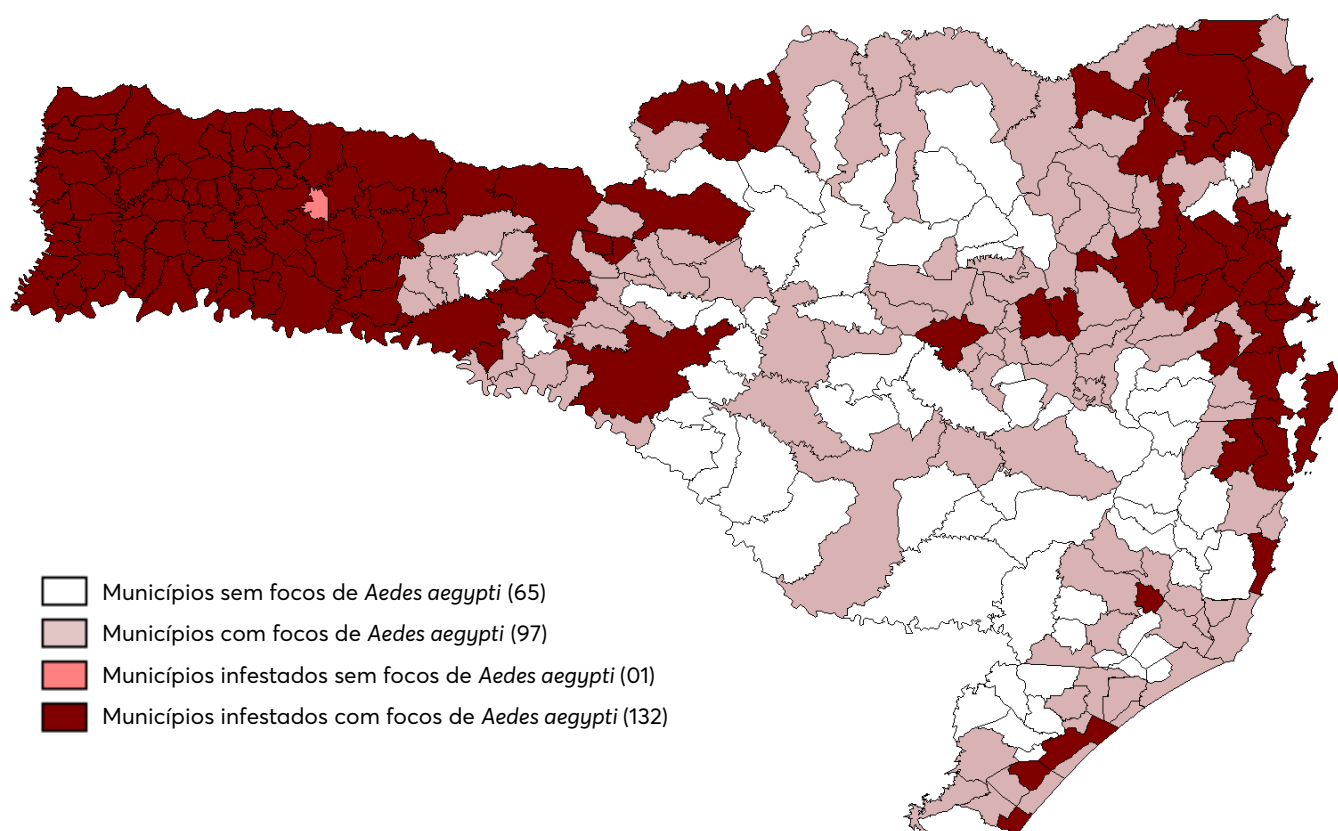 Municípios sem focos de Aedes aegypti (65)
Municípios com focos de Aedes aegypti (97)
Municípios infestados sem focos de Aedes aegypti (01)
Municípios infestados com focos de Aedes aegypti (132)